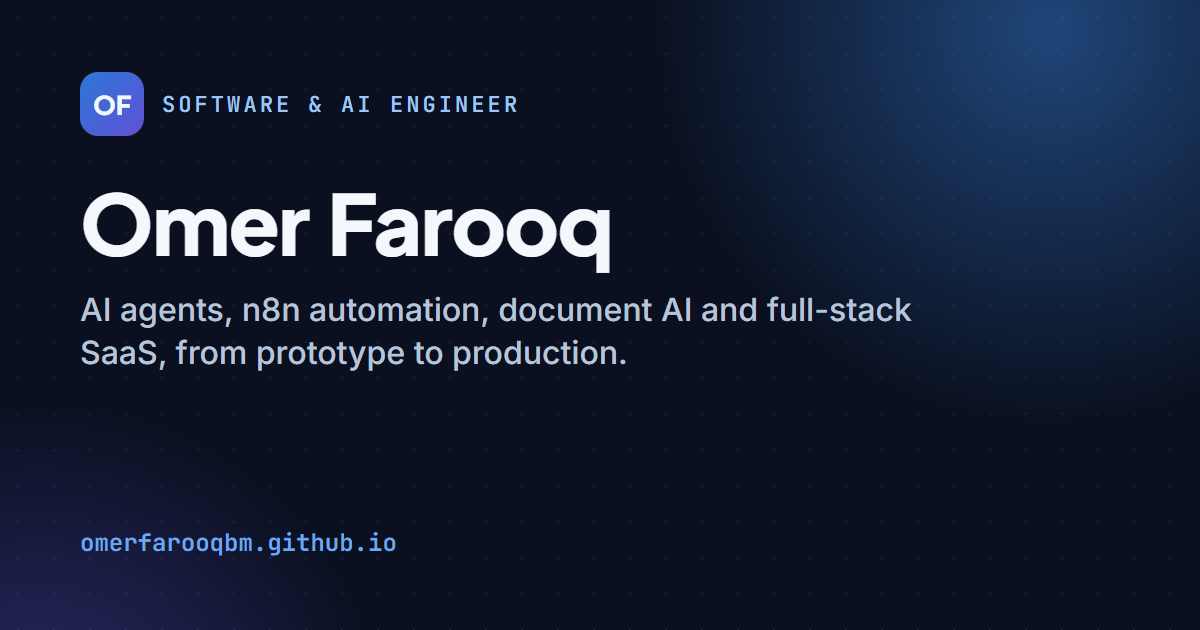 OF
SOFTWARE & AI ENGINEER
Omer Farooq
AI agents, n8n automation, document AI and full-stack
SaaS, from prototype to production.
omerfarooqbm.github.io